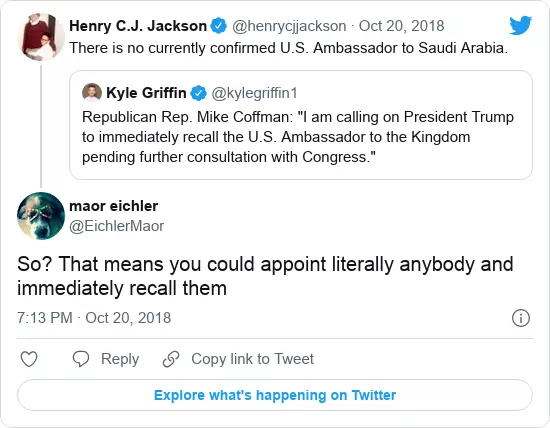 Henry C.J. Jackson @henrycjjackson · Oct 20, 2018
There is no currently confirmed U.S. Ambassador to Saudi Arabia.
Kyle Griffin @kylegriffin1
Republican Rep. Mike Coffman: "I am calling on President Trump
to immediately recall the U.S. Ambassador to the Kingdom
pending further consultation with Congress."
maor eichler
@EichlerMaor
So? That means you could appoint literally anybody and
immediately recall them
7:13 PM · Oct 20, 2018
Reply Copy link to Tweet
Explore what's happening on Twitter